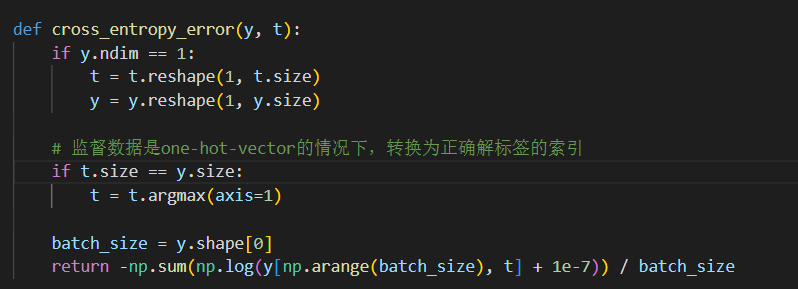 def cross_entropy_error(y, t):
    if y.ndim == 1:
        t = t.reshape(1, t.size)
        y = y.reshape(1, y.size)

    # 监督数据是one-hot-vector的情况下，转换为正确解标签的索引
    if t.size == y.size:
        t = t.argmax(axis=1)

    batch_size = y.shape[0]
    return -np.sum(np.log(y[np.arange(batch_size), t] + 1e-7)) / batch_size